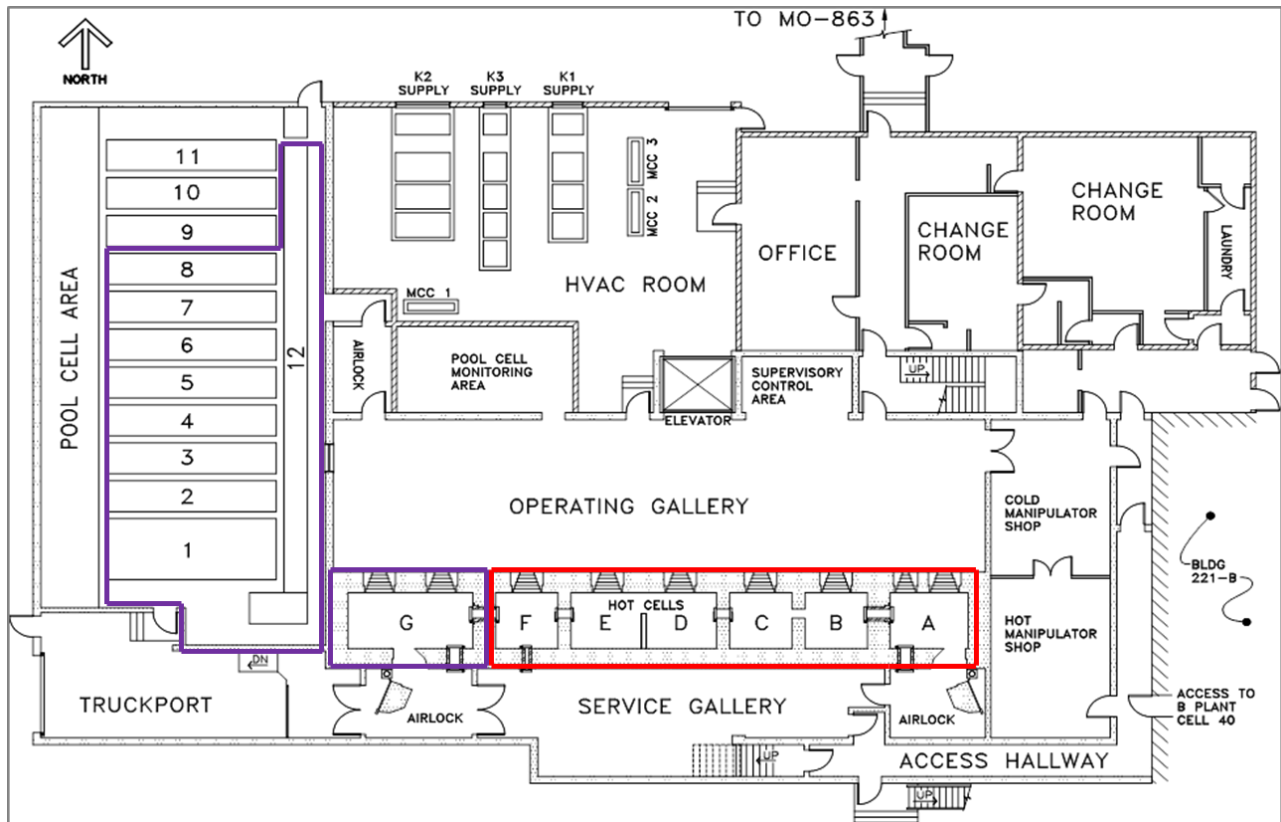 TO MO-863
NORTH
K2
SUPPLY
K3
SUPPLY
K1
SUPPLY
11
10
9
8
7
6
5
4
3
2
1
12
POOL CELL AREA
MCC 3
MCC 2
MCC 1
HVAC ROOM
OFFICE
CHANGE
ROOM
CHANGE
ROOM
LAUNDRY
AIRLOCK
POOL CELL
MONITORING
AREA
ELEVATOR
SUPERVISORY
CONTROL
AREA
UP
OPERATING GALLERY
COLD
MANIPULATOR
SHOP
BLDG
221-B
HOT CELLS
G
F
E
D
C
B
A
HOT
MANIPULATOR
SHOP
DN
TRUCKPORT
AIRLOCK
SERVICE GALLERY
AIRLOCK
ACCESS TO
B PLANT
CELL 40
UP
ACCESS HALLWAY
UP